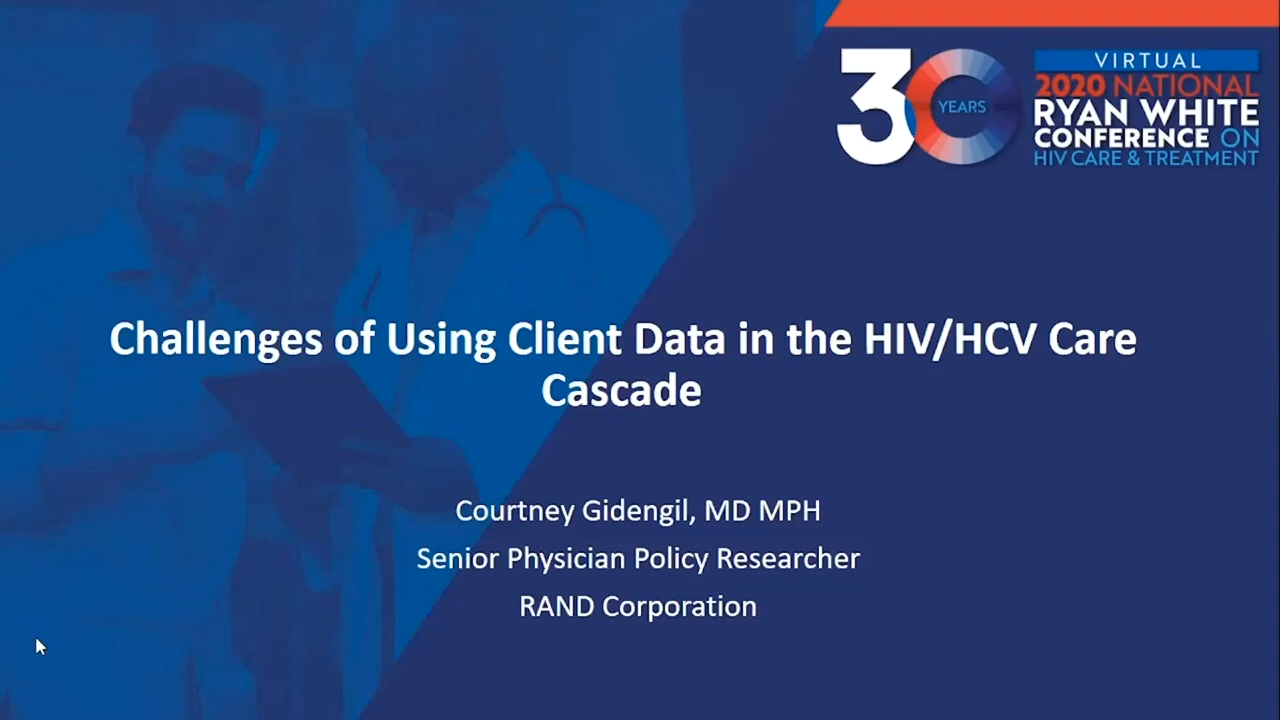 30
YEARS
VIRTUAL
2020 NATIONAL
RYAN WHITE
CONFERENCE ON
HIV CARE & TREATMENT
Challenges of Using Client Data in the HIV/HCV Care
Cascade
Courtney Gidengil, MD MPH
Senior Physician Policy Researcher
RAND Corporation